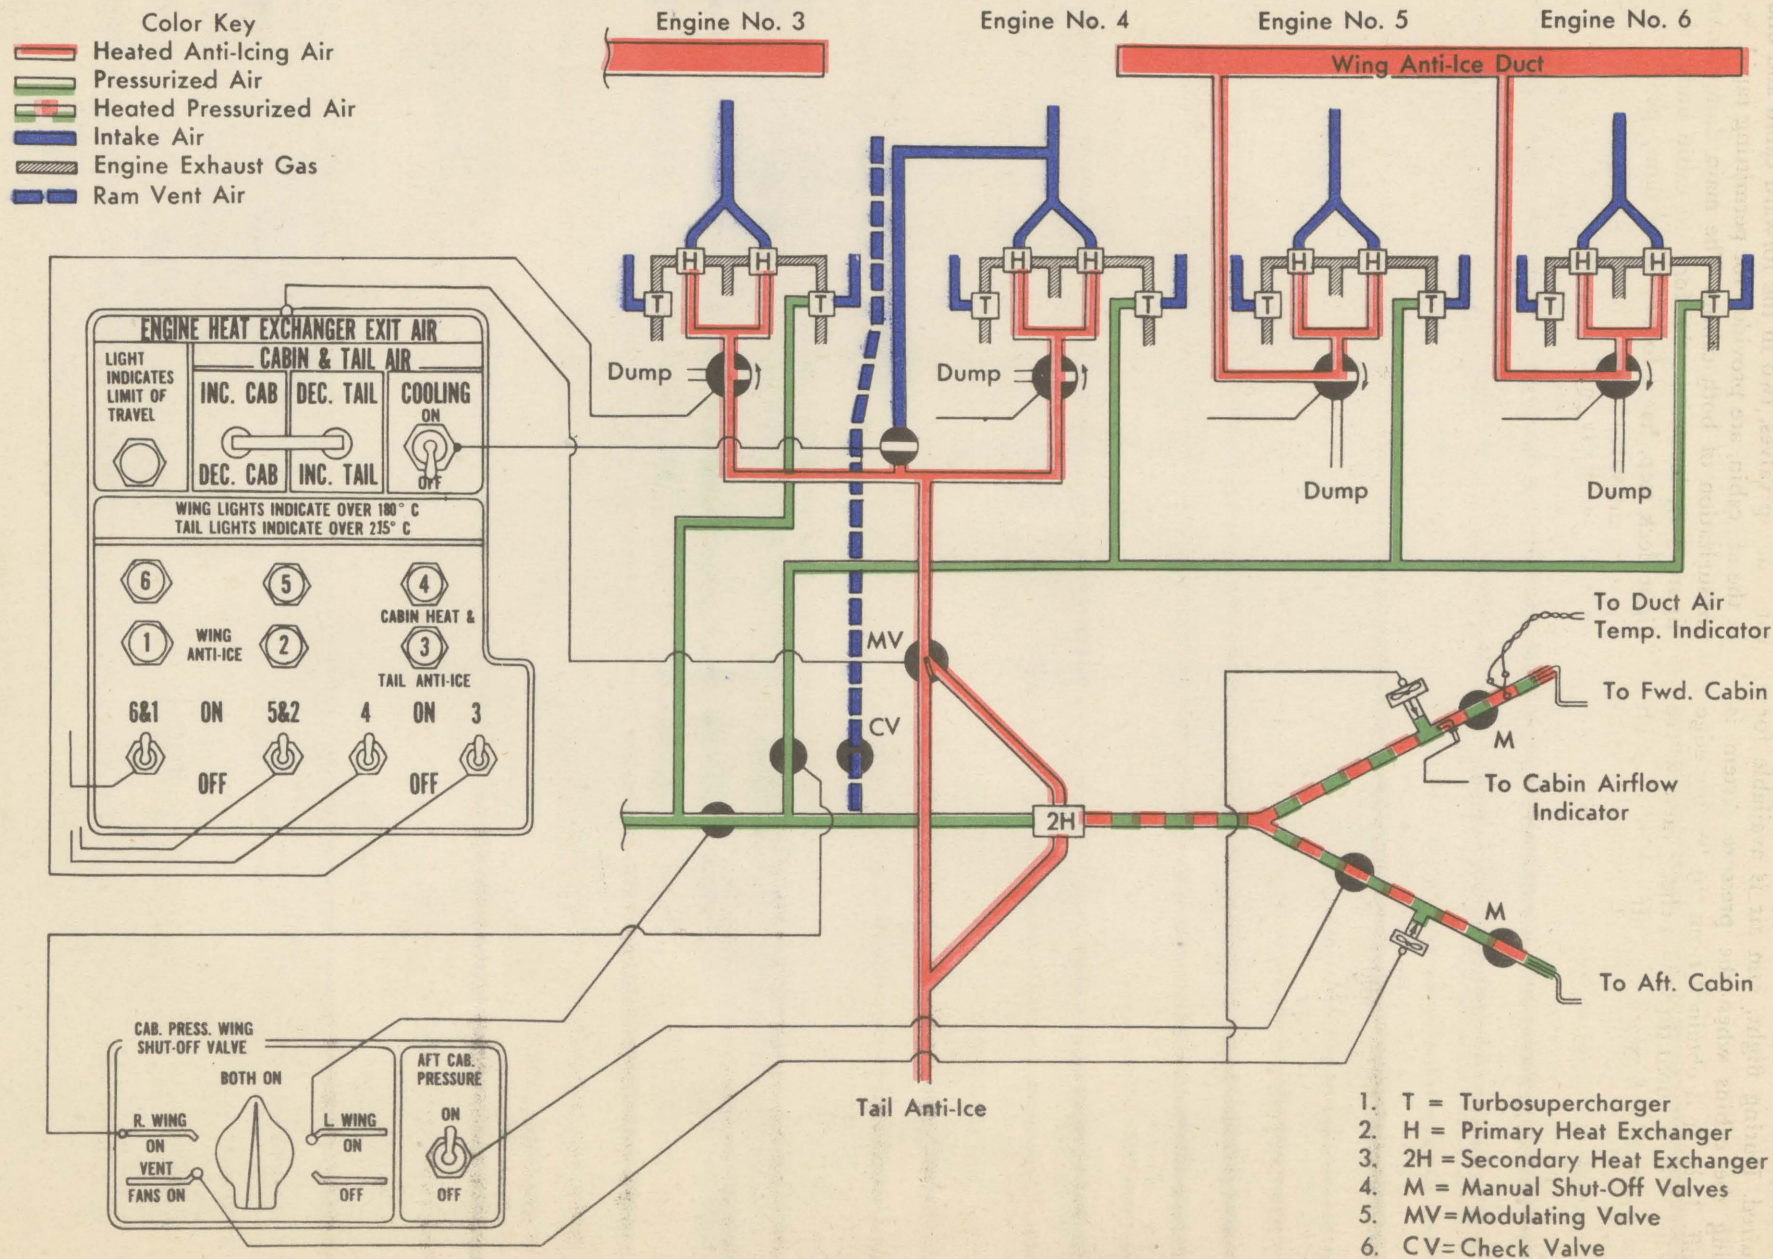 Color Key
Heated Anti-Icing Air
Pressurized Air
Heated Pressurized Air
Intake Air
Engine Exhaust Gas
Ram Vent Air
Engine No. 3
Engine No. 4
Engine No. 5
Engine No. 6
Wing Anti-Ice Duct
H
H
H
H
H
H
H
H
T
T
T
T
T
T
T
T
Dump
Dump
Dump
Dump
ENGINE HEAT EXCHANGER EXIT AIR
LIGHT
INDICATES
LIMIT OF
TRAVEL
CABIN & TAIL AIR
INC. CAB
DEC. TAIL
COOLING
ON
DEC. CAB
INC. TAIL
OFF
WING LIGHTS INDICATE OVER 180° C
TAIL LIGHTS INDICATE OVER 215° C
6
5
4
CABIN HEAT &
1
WING
ANTI-ICE
2
3
TAIL ANTI-ICE
6&1
ON
5&2
4
ON
3
OFF
OFF
MV
CV
2H
To Duct Air
Temp. Indicator
To Fwd. Cabin
M
To Cabin Airflow
Indicator
M
To Aft. Cabin
Tail Anti-Ice
CAB. PRESS. WING
SHUT-OFF VALVE
BOTH ON
R. WING
ON
VENT
FANS ON
L. WING
ON
OFF
AFT CAB.
PRESSURE
ON
OFF
1. T = Turbosupercharger
2. H = Primary Heat Exchanger
3. 2H = Secondary Heat Exchanger
4. M = Manual Shut-Off Valves
5. MV = Modulating Valve
6. CV = Check Valve